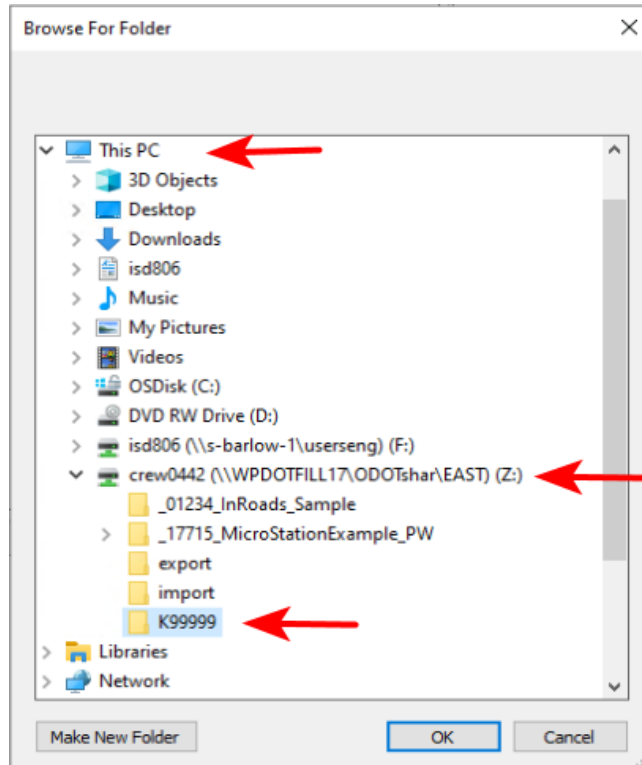 Browse For Folder
This PC
3D Objects
Desktop
Downloads
isd806
Music
My Pictures
Videos
OSDisk (C:)
DVD RW Drive (D:)
isd806 (\\s-barlow-1\userseng) (F:)
crew0442 (\\WPDOTFILL17\ODOTshar\EAST) (Z:)
_01234_InRoads_Sample
_17715_MicroStationExample_PW
export
import
K99999
Libraries
Network
Make New Folder OK Cancel